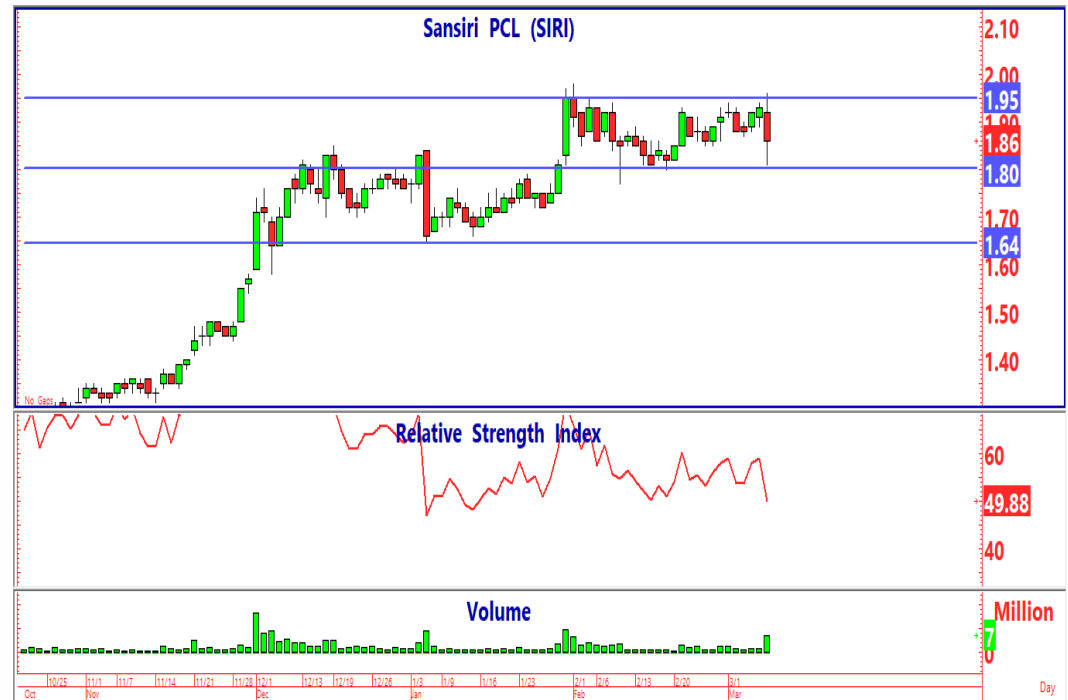 Sansiri PCL (SIRI)
2.10
2.00
1.95
1.90
1.86
1.80
1.70
1.64
1.60
1.50
1.40
No Gaps
Relative Strength Index
60
49.88
40
Volume
Million
7
0
10/25 11/1 11/7 11/14 11/21 11/28 12/1 12/13 12/19 12/26 1/3 1/9 1/16 1/23 2/1 2/6 2/13 2/20 3/1
Oct Nov Dec Jan Feb Mar Day